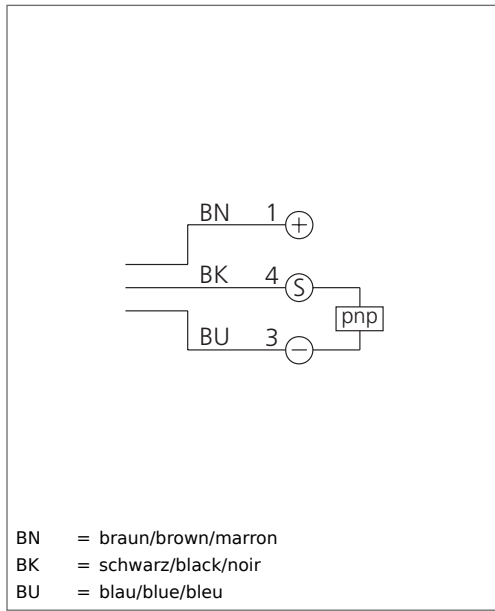 BN 1 +
BK 4 S
pnp
BU 3 −
BN = braun/brown/marron
BK = schwarz/black/noir
BU = blau/blue/bleu